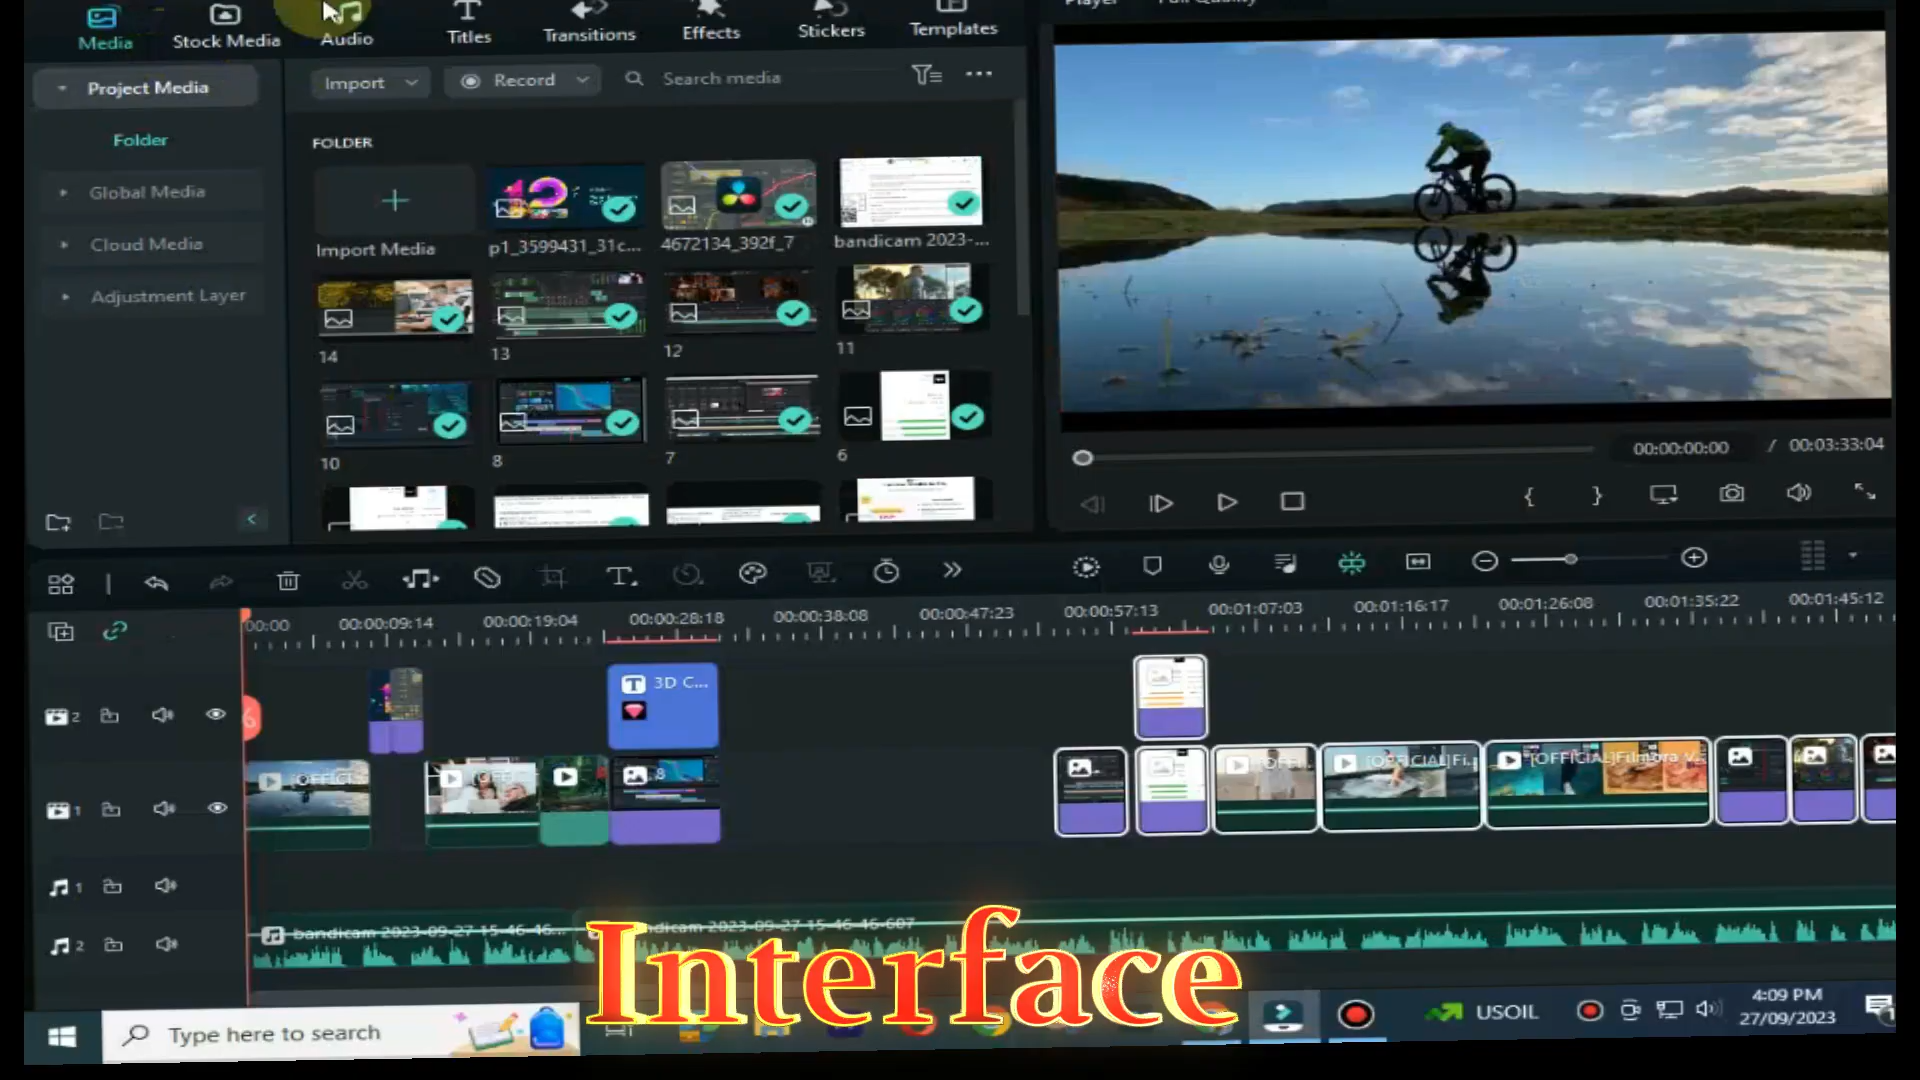 Player Full Quality
Media Stock Media Audio Titles Transitions Effects Stickers Templates
Project Media
Import Record Search media
Folder
FOLDER
Global Media
Cloud Media
Adjustment Layer
Import Media p1_3599431_31c... 4672134_392f_7 bandicam 2023-...
14 13 12 11
10 8 7 6
00:00:00:00 / 00:03:33:04
00:00 00:00:09:14 00:00:19:04 00:00:28:18 00:00:38:08 00:00:47:23 00:00:57:13 00:01:07:03 00:01:16:17 00:01:26:08 00:01:35:22 00:01:45:12
2
3D C...
1
8
[OFFICIAL]Fi...
[OFFICIAL]Filmora V...
1
2
bandicam 2023-09-27 15-46-46...
2023-09-27 15-46-46-607
Interface
Type here to search
USOIL
4:09 PM
27/09/2023